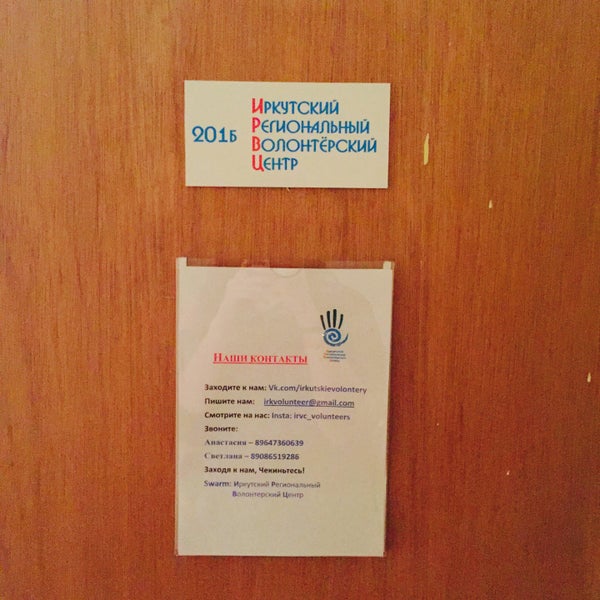 201Б
Иркутский
Региональный
Волонтёрский
Центр
Наши контакты
Заходите к нам: Vk.com/irkutskievolontery
Пишите нам: irkvolunteer@gmail.com
Смотрите на нас: Insta: irvc_volunteers
Звоните:
Анастасия – 89647360639
Светлана – 89086519286
Заходя к нам, Чекиньтесь!
Swarm: Иркутский Региональный
Волонтерский Центр